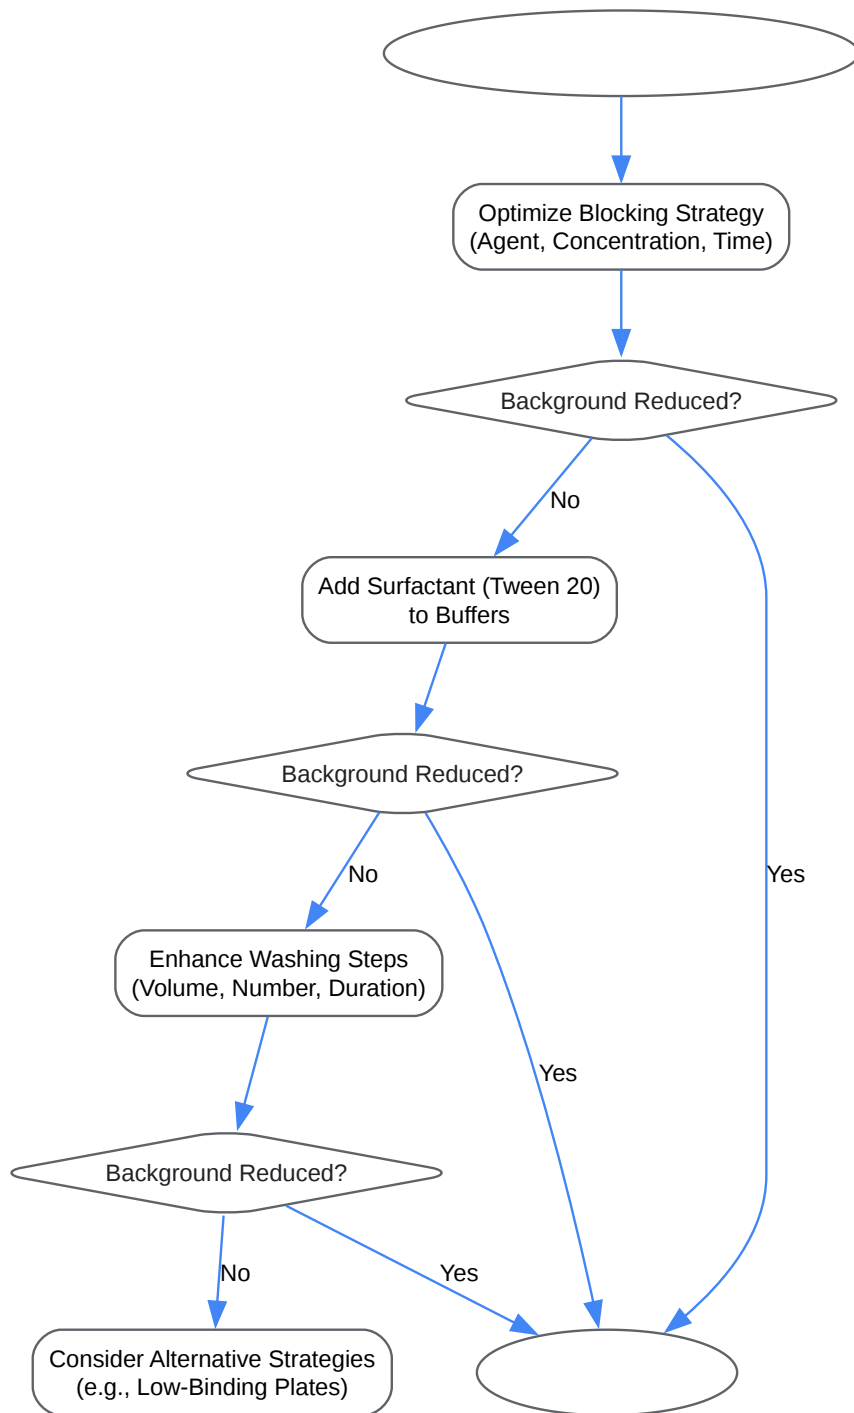 Optimize Blocking Strategy
(Agent, Concentration, Time)
Background Reduced?
No
Add Surfactant (Tween 20)
to Buffers
Background Reduced?
No
Yes
Enhance Washing Steps
(Volume, Number, Duration)
Yes
Background Reduced?
No
Yes
Consider Alternative Strategies
(e.g., Low-Binding Plates)